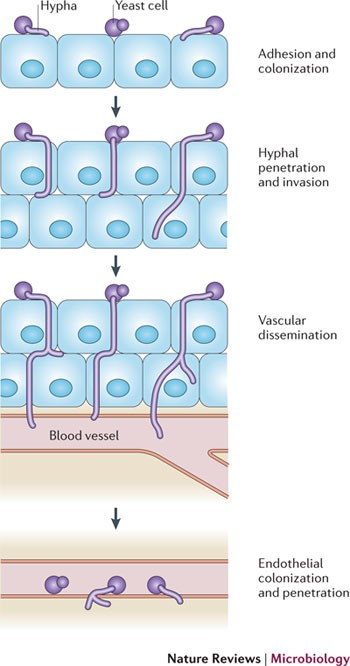 Hypha
Yeast cell
Adhesion and
colonization
Hyphal
penetration
and invasion
Vascular
dissemination
Blood vessel
Endothelial
colonization
and penetration
Nature Reviews | Microbiology